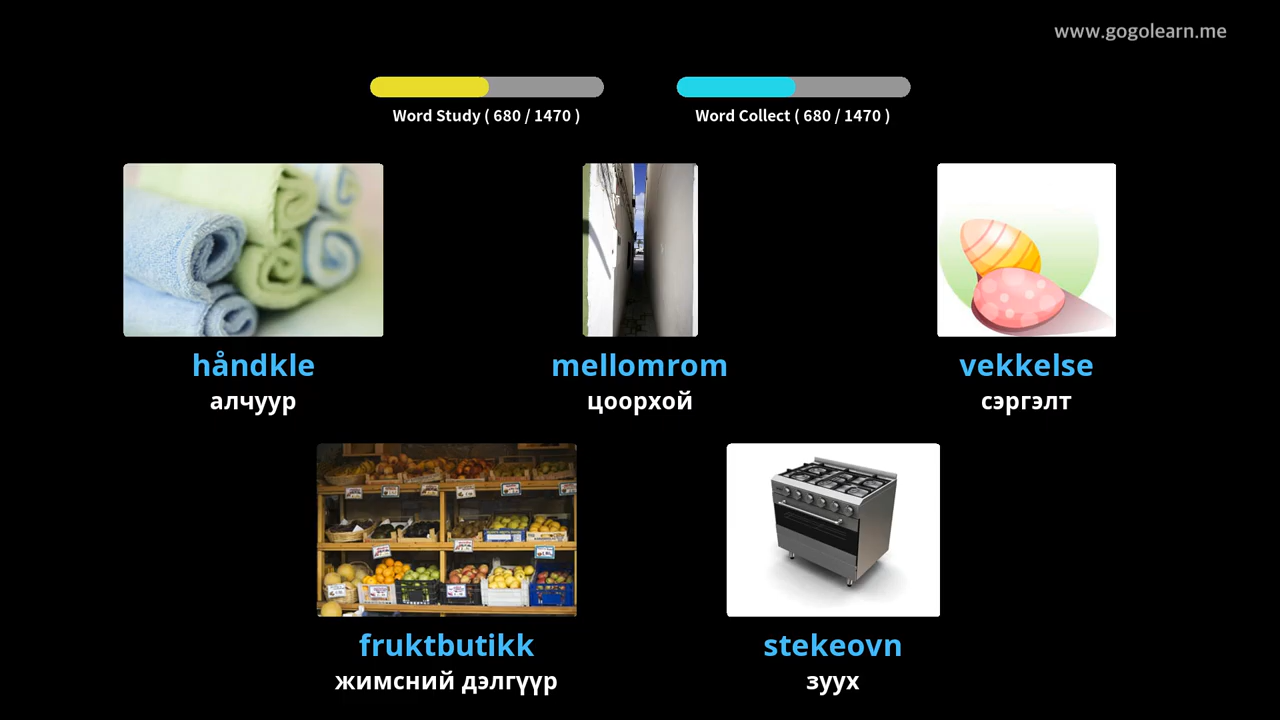 www.gogolearn.me
Word Study ( 680 / 1470 )
Word Collect ( 680 / 1470 )
håndkle
алчуур
mellomrom
цоорхой
vekkelse
сэргэлт
fruktbutikk
жимсний дэлгүүр
stekeovn
зуух